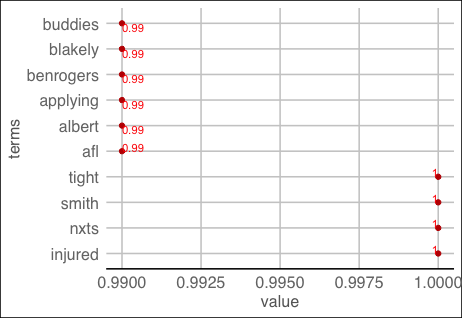 buddies 0.99
blakely 0.99
benrogers 0.99
applying 0.99
albert 0.99
afl 0.99
tight 1
smith 1
nxts 1
injured 1
terms
0.9900 0.9925 0.9950 0.9975 1.0000
value